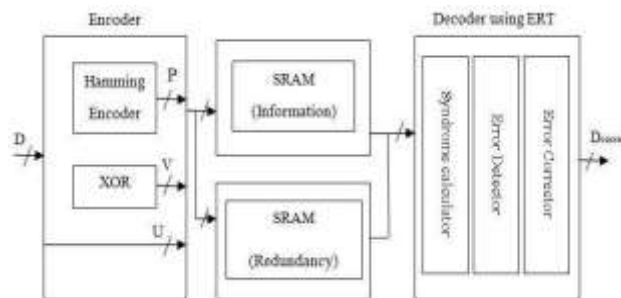 Encoder
Decoder using ERT
D
Hamming
Encoder
P
XOR
V
U
SRAM
(Information)
SRAM
(Redundancy)
Syndrome calculator
Error Detector
Error Corrector